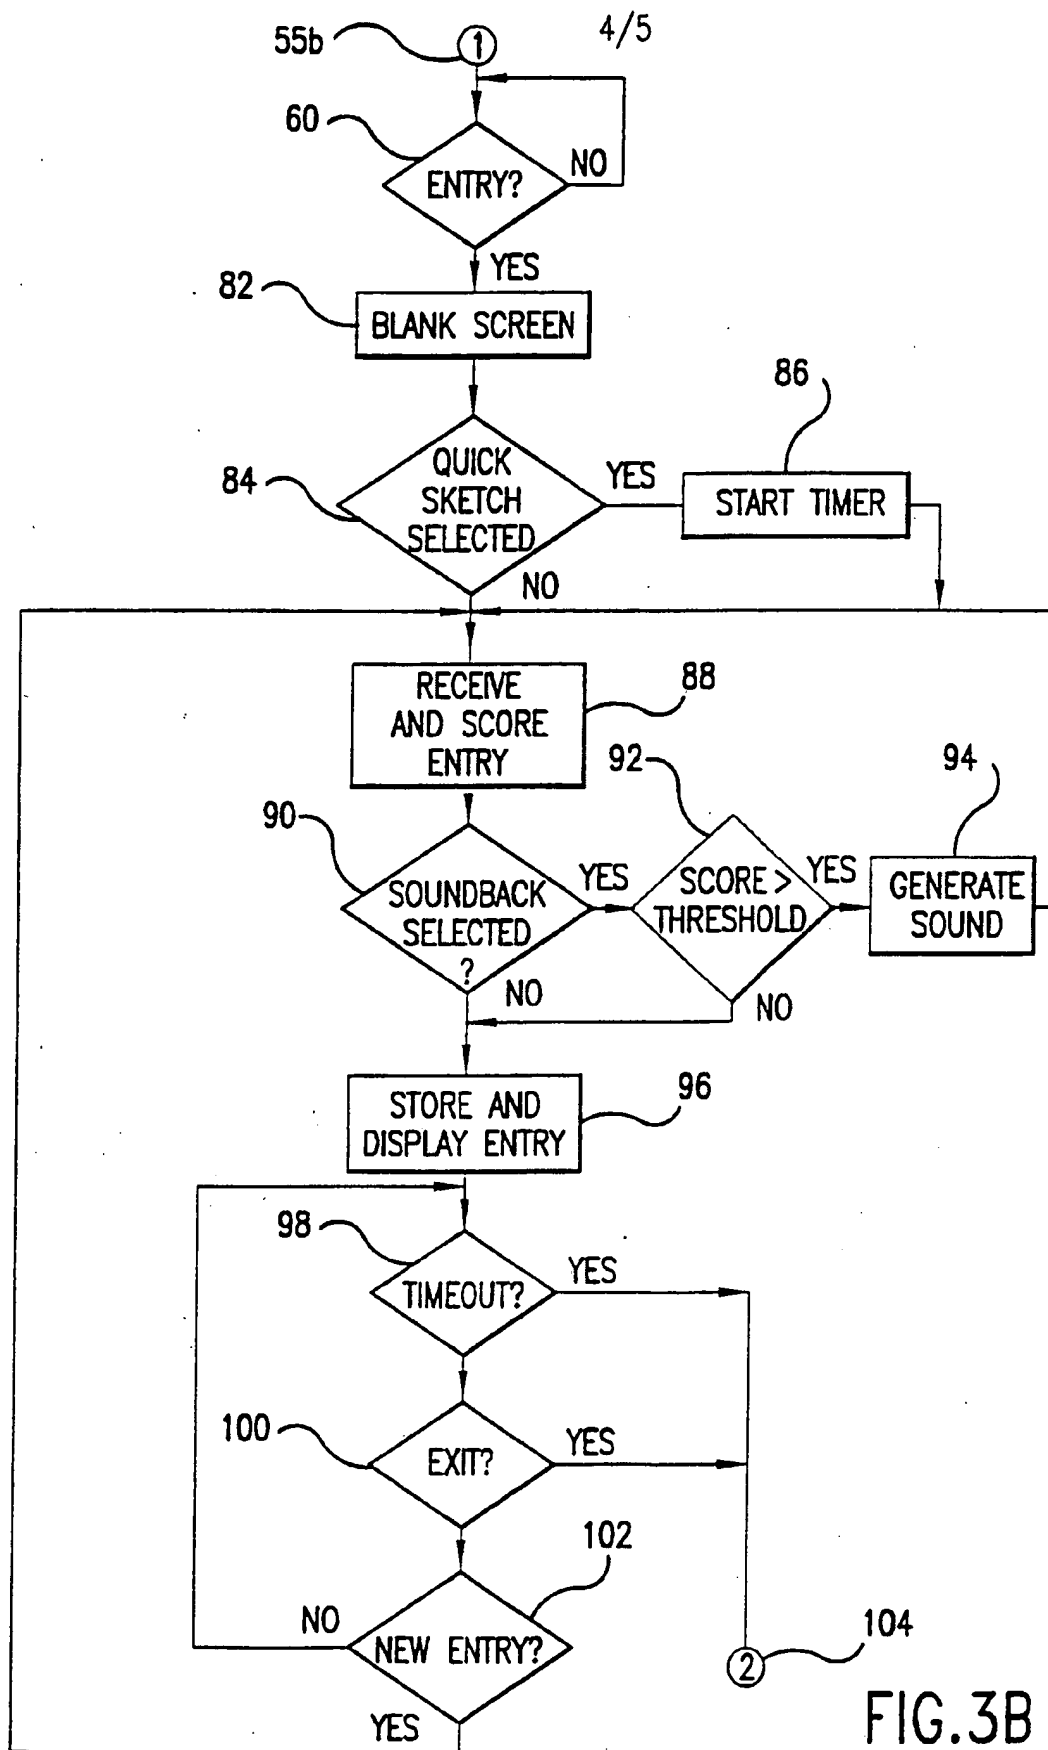 55b
1
4/5
60
ENTRY?
NO
YES
82
BLANK SCREEN
86
84
QUICK
SKETCH
SELECTED
YES
START TIMER
NO
88
RECEIVE
AND SCORE
ENTRY
92
94
90
SOUNDBACK
SELECTED
?
YES
SCORE >
THRESHOLD
YES
GENERATE
SOUND
NO
NO
96
STORE AND
DISPLAY ENTRY
98
TIMEOUT?
YES
100
EXIT?
YES
102
NO
NEW ENTRY?
104
2
YES
FIG.3B